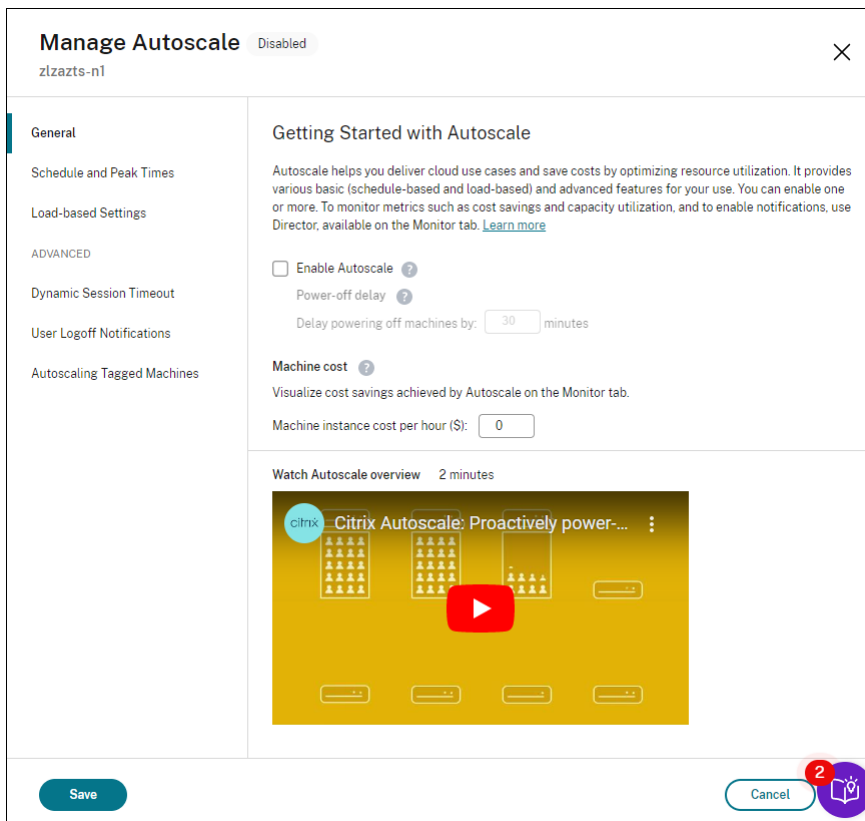 Manage Autoscale Disabled
zlzazts-n1
General
Schedule and Peak Times
Load-based Settings
ADVANCED
Dynamic Session Timeout
User Logoff Notifications
Autoscaling Tagged Machines
Getting Started with Autoscale
Autoscale helps you deliver cloud use cases and save costs by optimizing resource utilization. It provides
various basic (schedule-based and load-based) and advanced features for your use. You can enable one
or more. To monitor metrics such as cost savings and capacity utilization, and to enable notifications, use
Director, available on the Monitor tab. Learn more
Enable Autoscale ?
Power-off delay ?
Delay powering off machines by: 30 minutes
Machine cost ?
Visualize cost savings achieved by Autoscale on the Monitor tab.
Machine instance cost per hour ($): 0
Watch Autoscale overview 2 minutes
citrix Citrix Autoscale: Proactively power-...
Save
Cancel
2